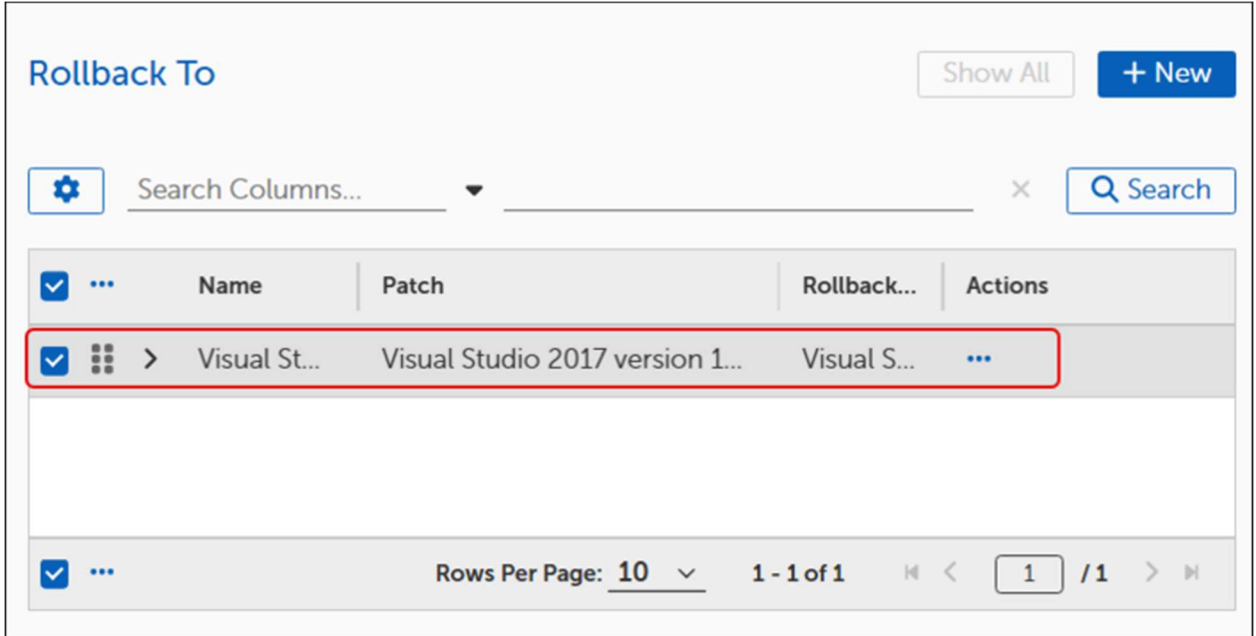 Rollback To
Show All
+ New
Search Columns...
Search
Name Patch Rollback... Actions
Visual St... Visual Studio 2017 version 1... Visual S...
Rows Per Page: 10 1 - 1 of 1 1 / 1